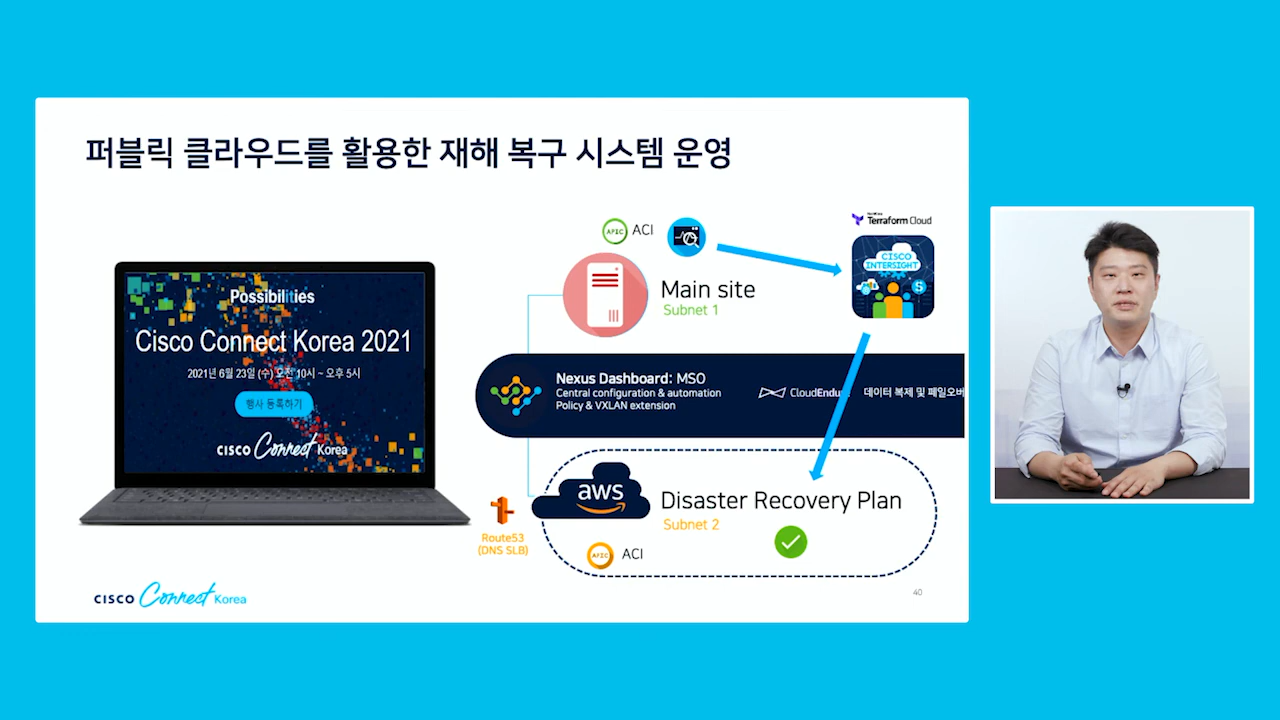 퍼블릭 클라우드를 활용한 재해 복구 시스템 운영
Possibilities
Cisco Connect Korea 2021
2021년 6월 23일 (수) 오전 10시 ~ 오후 5시
행사 등록하기
CISCO Connect Korea
APIC ACI
Main site
Subnet 1
Terraform Cloud
CISCO
INTERSIGHT
Nexus Dashboard: MSO
Central configuration & automation
Policy & VXLAN extension
CloudEndu
데이터 복제 및 페일오버
aws
Disaster Recovery Plan
Subnet 2
Route53
(DNS SLB)
APIC ACI
CISCO Connect Korea
40